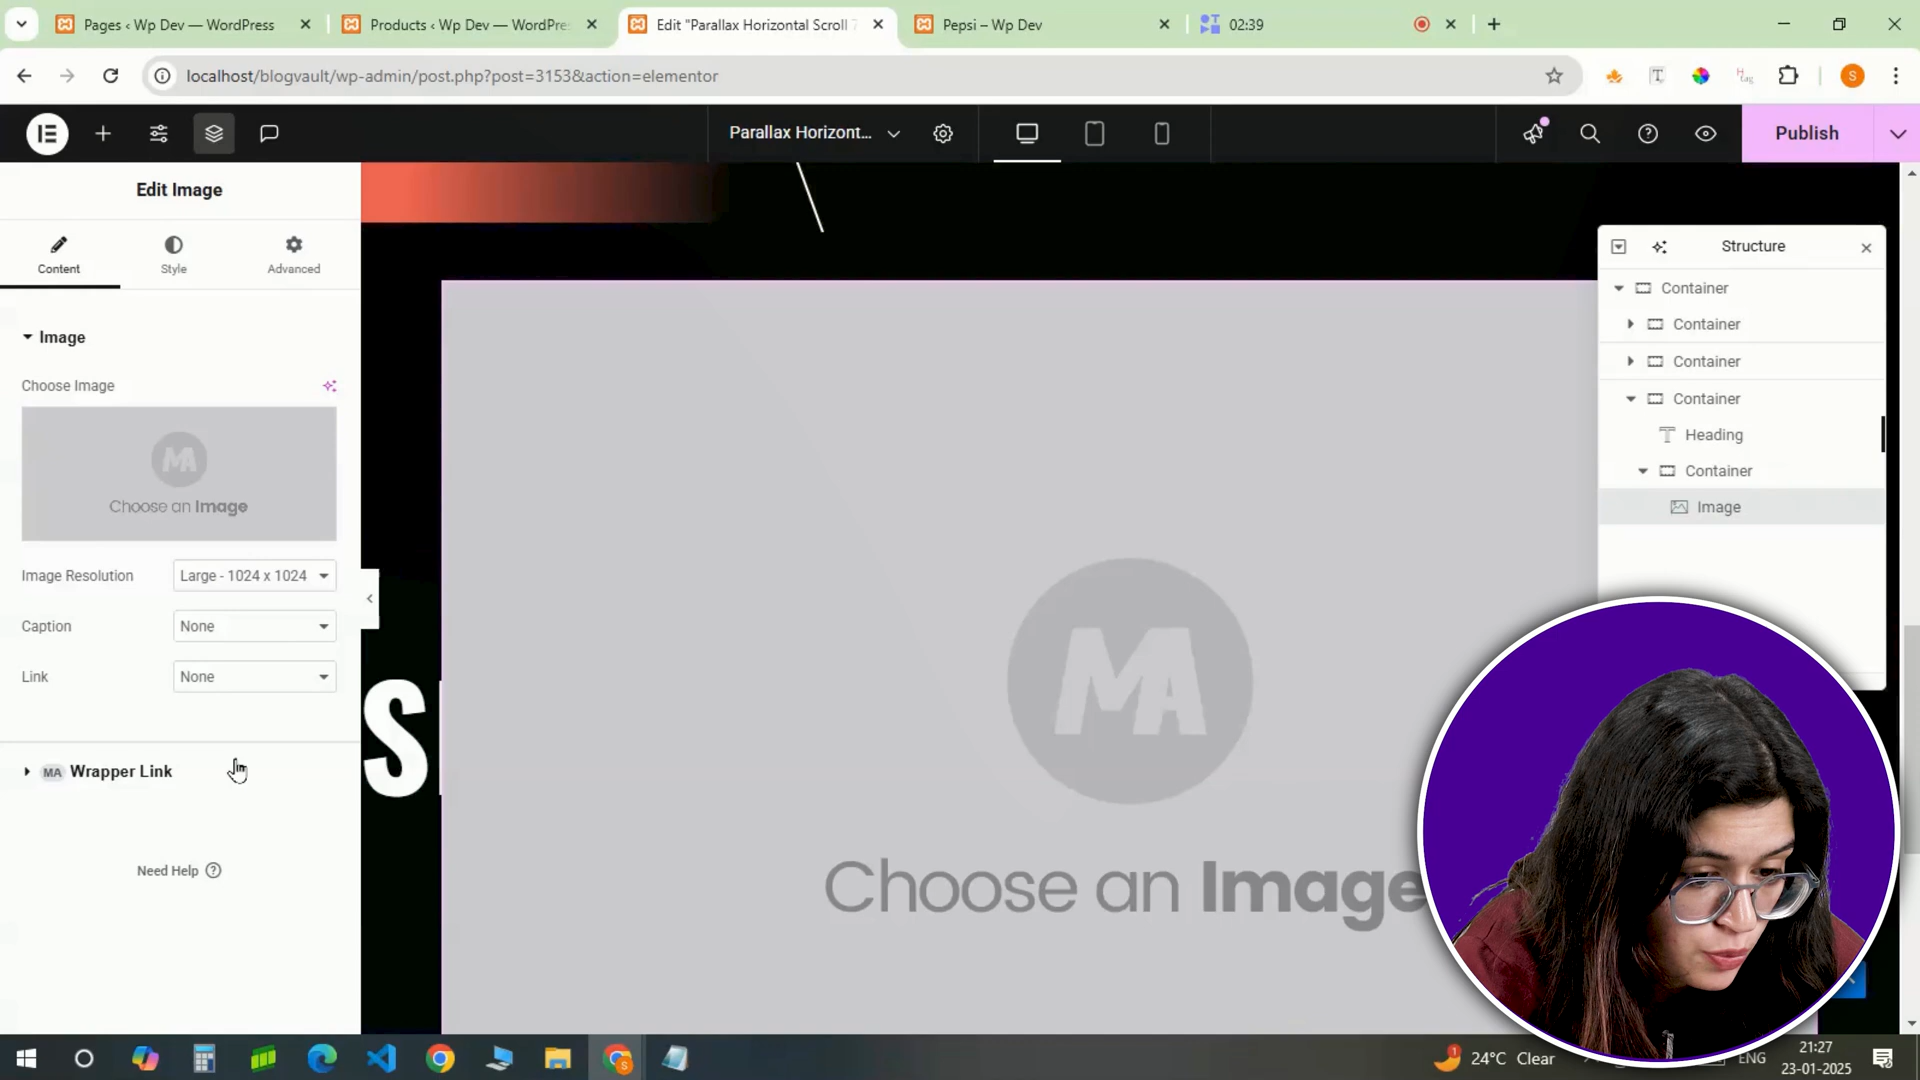 Pages ‹ Wp Dev — WordPress
Products ‹ Wp Dev — WordPre
Edit "Parallax Horizontal Scroll
Pepsi – Wp Dev
02:39
localhost/blogvault/wp-admin/post.php?post=3153&action=elementor
S
Parallax Horizont...
Publish
Edit Image
Content
Style
Advanced
Image
Choose Image
MA
Choose an Image
Image Resolution
Large - 1024 x 1024
Caption
None
Link
None
MA Wrapper Link
Need Help
S
MA
Choose an Image
Structure
Container
Container
Container
Container
Heading
Container
Image
24°C Clear
ENG
21:27
23-01-2025